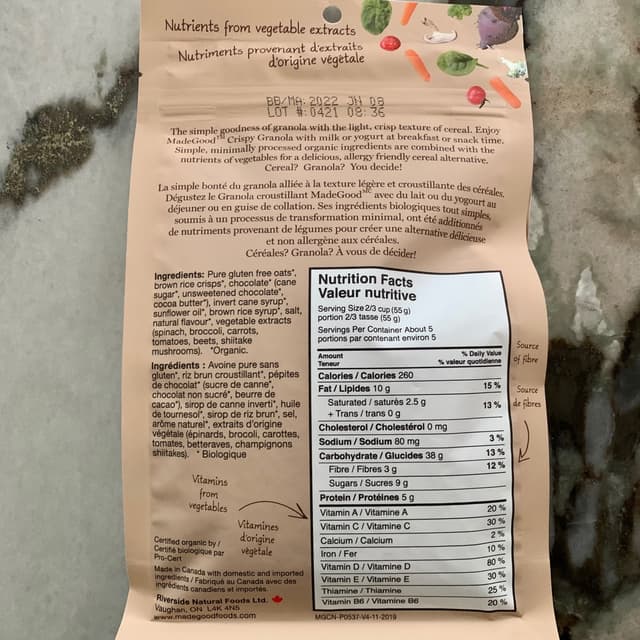 Nutrients from vegetable extracts
Nutriments provenant d'extraits
d'origine végétale
BB/MA: 2022 JN 08
LOT #: 0421 08: 36
The simple goodness of granola with the light, crisp texture of cereal. Enjoy
MadeGood™ Crispy Granola with milk or yogurt at breakfast or snack time.
Simple, minimally processed organic ingredients are combined with the
nutrients of vegetables for a delicious, allergy friendly cereal alternative.
Cereal? Granola? You decide!
La simple bonté du granola alliée à la texture légère et croustillante des céréales.
Dégustez le Granola croustillant MadeGood avec du lait ou du yogourt au
déjeuner ou en guise de collation. Ses ingrédients biologiques tout simples,
soumis à un processus de transformation minimal, ont été additionnés
de nutriments provenant de légumes pour créer une alternative délicieuse
et non allergène aux céréales.
Céréales? Granola? À vous de décider!
Ingredients: Pure gluten free oats*,
brown rice crisps*, chocolate* (cane
sugar*, unsweetened chocolate*,
cocoa butter*), invert cane syrup*,
sunflower oil*, brown rice syrup*, salt,
natural flavour*, vegetable extracts
(spinach, broccoli, carrots,
tomatoes, beets, shiitake
mushrooms). *Organic.
Ingrédients : Avoine pure sans
gluten*, riz brun croustillant*, pépites
de chocolat* (sucre de canne*,
chocolat non sucré*, beurre de
cacao*), sirop de canne inverti*, huile
de tournesol*, sirop de riz brun*, sel,
arôme naturel*, extraits d'origine
végétale (épinards, brocoli, carottes,
tomates, betteraves, champignons
shiitakes). * Biologique
Vitamins
from
vegetables
Vitamines
d'origine
végétale
Certified organic by /
Certifié biologique par
Pro-Cert
Made in Canada with domestic and imported
ingredients / Fabriqué au Canada avec des
ingrédients canadiens et importés.
Riverside Natural Foods Ltd.
Vaughan, ON L4K 4N5
www.madegoodfoods.com
Nutrition Facts
Valeur nutritive
Serving Size 2/3 cup (55 g)
portion 2/3 tasse (55 g)
Servings Per Container About 5
portions par contenant environ 5
Amount % Daily Value
Teneur % valeur quotidienne
Calories / Calories 260
Fat / Lipides 10 g 15 %
Saturated / saturés 2.5 g 13 %
+ Trans / trans 0 g
Cholesterol / Cholestérol 0 mg
Sodium / Sodium 80 mg 3 %
Carbohydrate / Glucides 38 g 13 %
Fibre / Fibres 3 g 12 %
Sugars / Sucres 9 g
Protein / Protéines 5 g
Vitamin A / Vitamine A 20 %
Vitamin C / Vitamine C 30 %
Calcium / Calcium 2 %
Iron / Fer 10 %
Vitamin D / Vitamine D 80 %
Vitamin E / Vitamine E 30 %
Thiamine / Thiamine 25 %
Vitamin B6 / Vitamine B6 20 %
MGCN-P0537-V4-11-2019
Source
of fibre
Source
de fibres